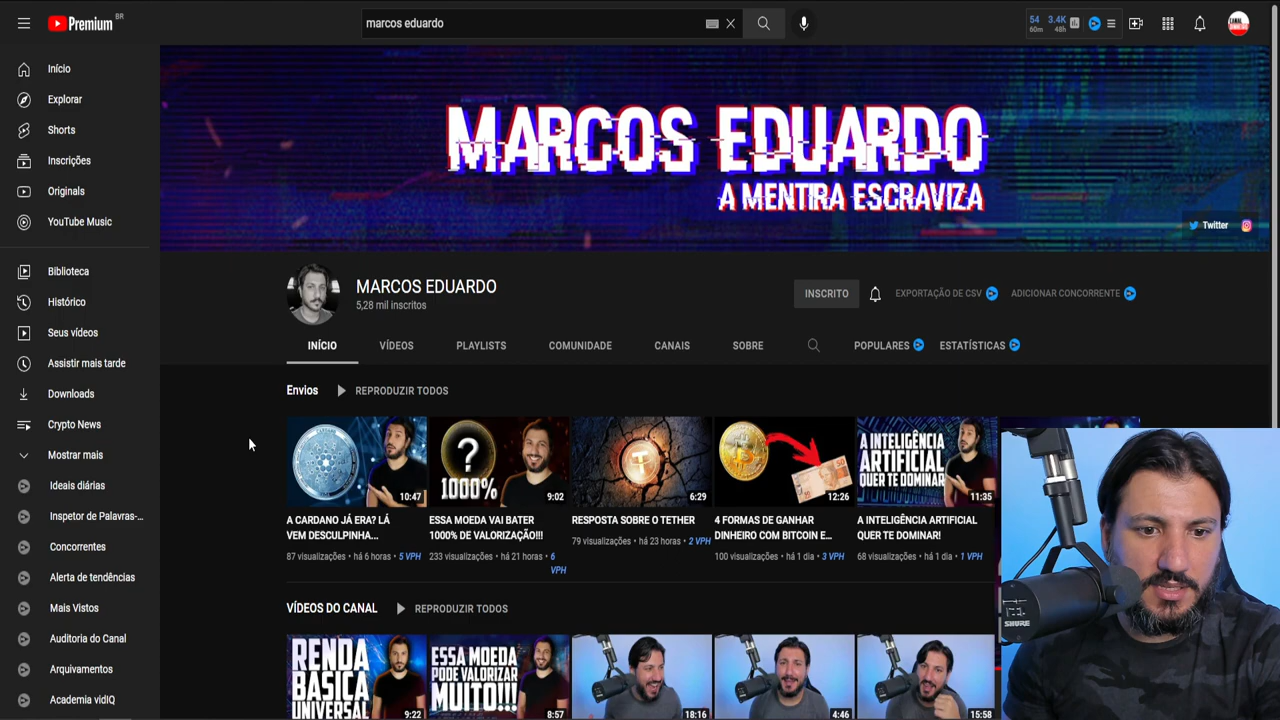 Premium BR
marcos eduardo
54 3.4K
60m 48h
Início
Explorar
Shorts
Inscrições
Originals
YouTube Music
Biblioteca
Histórico
Seus vídeos
Assistir mais tarde
Downloads
Crypto News
Mostrar mais
Ideais diárias
Inspetor de Palavras-...
Concorrentes
Alerta de tendências
Mais Vistos
Auditoria do Canal
Arquivamentos
Academia vidIQ
MARCOS EDUARDO
A MENTIRA ESCRAVIZA
Twitter
MARCOS EDUARDO
5,28 mil inscritos
INSCRITO
EXPORTAÇÃO DE CSV
ADICIONAR CONCORRENTE
INÍCIO VÍDEOS PLAYLISTS COMUNIDADE CANAIS SOBRE POPULARES ESTATÍSTICAS
Envios REPRODUZIR TODOS
10:47
A CARDANO JÁ ERA? LÁ
VEM DESCULPINHA...
87 visualizações • há 6 horas • 5 VPH
?
1000%
9:02
ESSA MOEDA VAI BATER
1000% DE VALORIZAÇÃO!!!
233 visualizações • há 21 horas • 6
VPH
6:29
RESPOSTA SOBRE O TETHER
79 visualizações • há 23 horas • 2 VPH
12:26
4 FORMAS DE GANHAR
DINHEIRO COM BITCOIN E...
100 visualizações • há 1 dia • 3 VPH
A INTELIGÊNCIA
ARTIFICIAL
QUER TE DOMINAR
11:35
A INTELIGÊNCIA ARTIFICIAL
QUER TE DOMINAR!
68 visualizações • há 1 dia • 1 VPH
VÍDEOS DO CANAL REPRODUZIR TODOS
RENDA
BÁSICA
UNIVERSAL
9:22
ESSA MOEDA
PODE VALORIZAR
MUITO!!!
8:57
18:16
4:46
15:58
SHURE